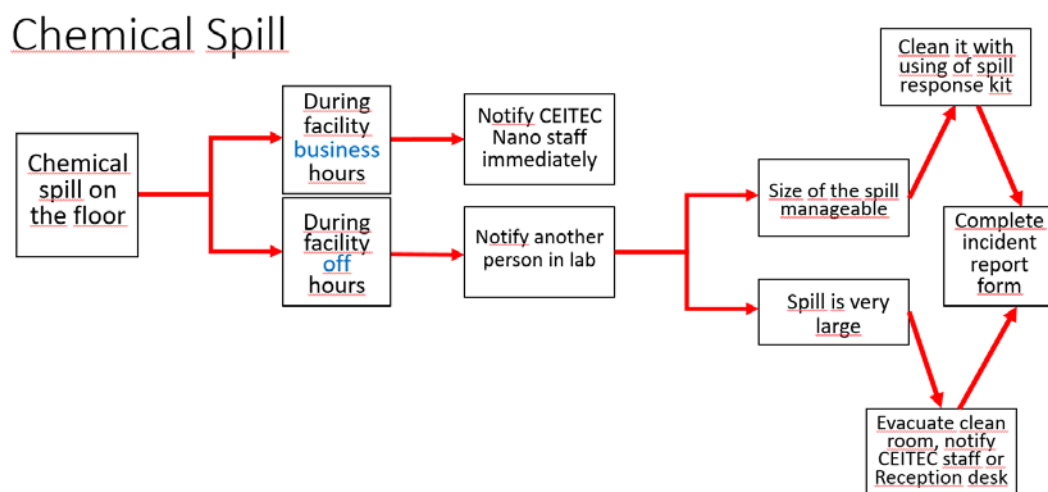 Chemical Spill
Chemical
spill on
the floor
During
facility
business
hours
Notify CEITEC
Nano staff
immediately
During
facility
off
hours
Notify another
person in lab
Size of the spill
manageable
Clean it with
using of spill
response kit
Spill is very
large
Evacuate clean
room, notify
CEITEC staff or
Reception desk
Complete
incident
report
form